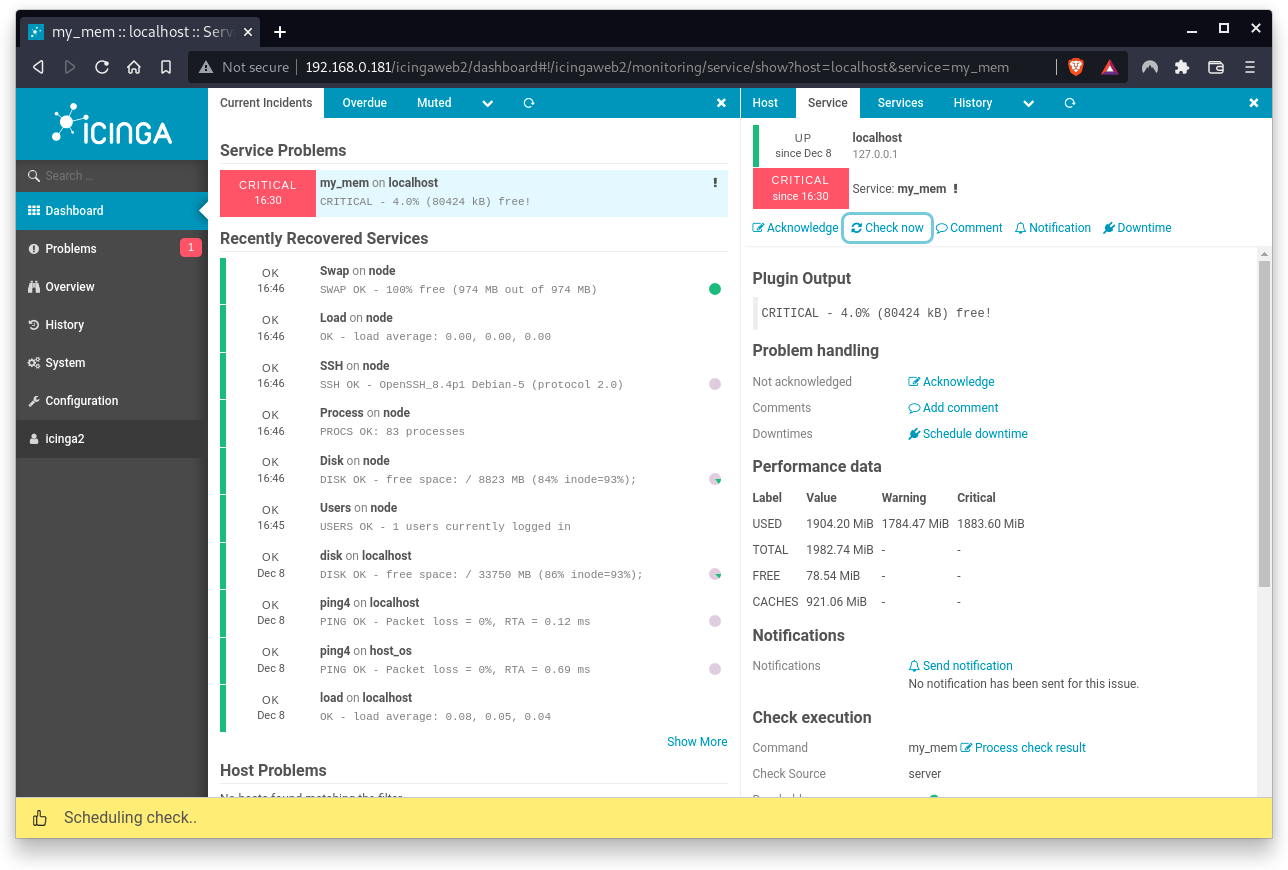 my_mem :: localhost :: Serv
Not secure 192.168.0.181/icingaweb2/dashboard#!/icingaweb2/monitoring/service/show?host=localhost&service=my_mem
iCINGA
Search ...
Dashboard
Problems 1
Overview
History
System
Configuration
icinga2
Current Incidents Overdue Muted
Service Problems
CRITICAL my_mem on localhost !
16:30 CRITICAL - 4.0% (80424 kB) free!
Recently Recovered Services
OK Swap on node
16:46 SWAP OK - 100% free (974 MB out of 974 MB)
OK Load on node
16:46 OK - load average: 0.00, 0.00, 0.00
OK SSH on node
16:46 SSH OK - OpenSSH_8.4p1 Debian-5 (protocol 2.0)
OK Process on node
16:46 PROCS OK: 83 processes
OK Disk on node
16:46 DISK OK - free space: / 8823 MB (84% inode=93%);
OK Users on node
16:45 USERS OK - 1 users currently logged in
OK disk on localhost
Dec 8 DISK OK - free space: / 33750 MB (86% inode=93%);
OK ping4 on localhost
Dec 8 PING OK - Packet loss = 0%, RTA = 0.12 ms
OK ping4 on host_os
Dec 8 PING OK - Packet loss = 0%, RTA = 0.69 ms
OK load on localhost
Dec 8 OK - load average: 0.08, 0.05, 0.04
Show More
Host Problems
Host Service Services History
UP localhost
since Dec 8 127.0.0.1
CRITICAL
since 16:30 Service: my_mem !
Acknowledge Check now Comment Notification Downtime
Plugin Output
CRITICAL - 4.0% (80424 kB) free!
Problem handling
Not acknowledged Acknowledge
Comments Add comment
Downtimes Schedule downtime
Performance data
Label Value Warning Critical
USED 1904.20 MiB 1784.47 MiB 1883.60 MiB
TOTAL 1982.74 MiB - -
FREE 78.54 MiB - -
CACHES 921.06 MiB - -
Notifications
Notifications Send notification
No notification has been sent for this issue.
Check execution
Command my_mem Process check result
Check Source server
Scheduling check..